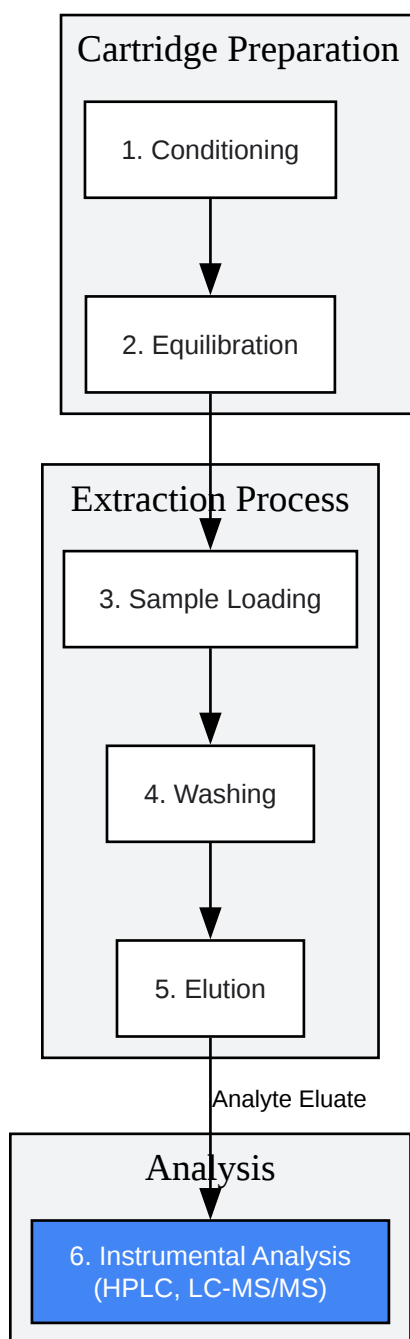 Cartridge Preparation
1. Conditioning
2. Equilibration
Extraction Process
3. Sample Loading
4. Washing
5. Elution
Analyte Eluate
Analysis
6. Instrumental Analysis
(HPLC, LC-MS/MS)